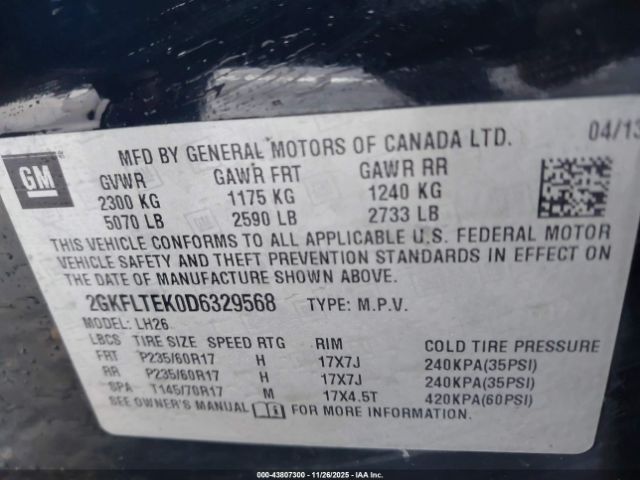 GM
MFD BY GENERAL MOTORS OF CANADA LTD. 04/13
GVWR GAWR FRT GAWR RR
2300 KG 1175 KG 1240 KG
5070 LB 2590 LB 2733 LB
THIS VEHICLE CONFORMS TO ALL APPLICABLE U.S. FEDERAL MOTOR
VEHICLE SAFETY AND THEFT PREVENTION STANDARDS IN EFFECT ON
THE DATE OF MANUFACTURE SHOWN ABOVE.
2GKFLTEK0D6329568 TYPE: M.P.V.
MODEL: LH26
LBCS TIRE SIZE SPEED RTG RIM COLD TIRE PRESSURE
FRT P235/60R17 H 17X7J 240KPA(35PSI)
RR P235/60R17 H 17X7J 240KPA(35PSI)
SPA T145/70R17 M 17X4.5T 420KPA(60PSI)
SEE OWNER'S MANUAL FOR MORE INFORMATION.
000-43807300 - 11/26/2025 - IAA Inc.